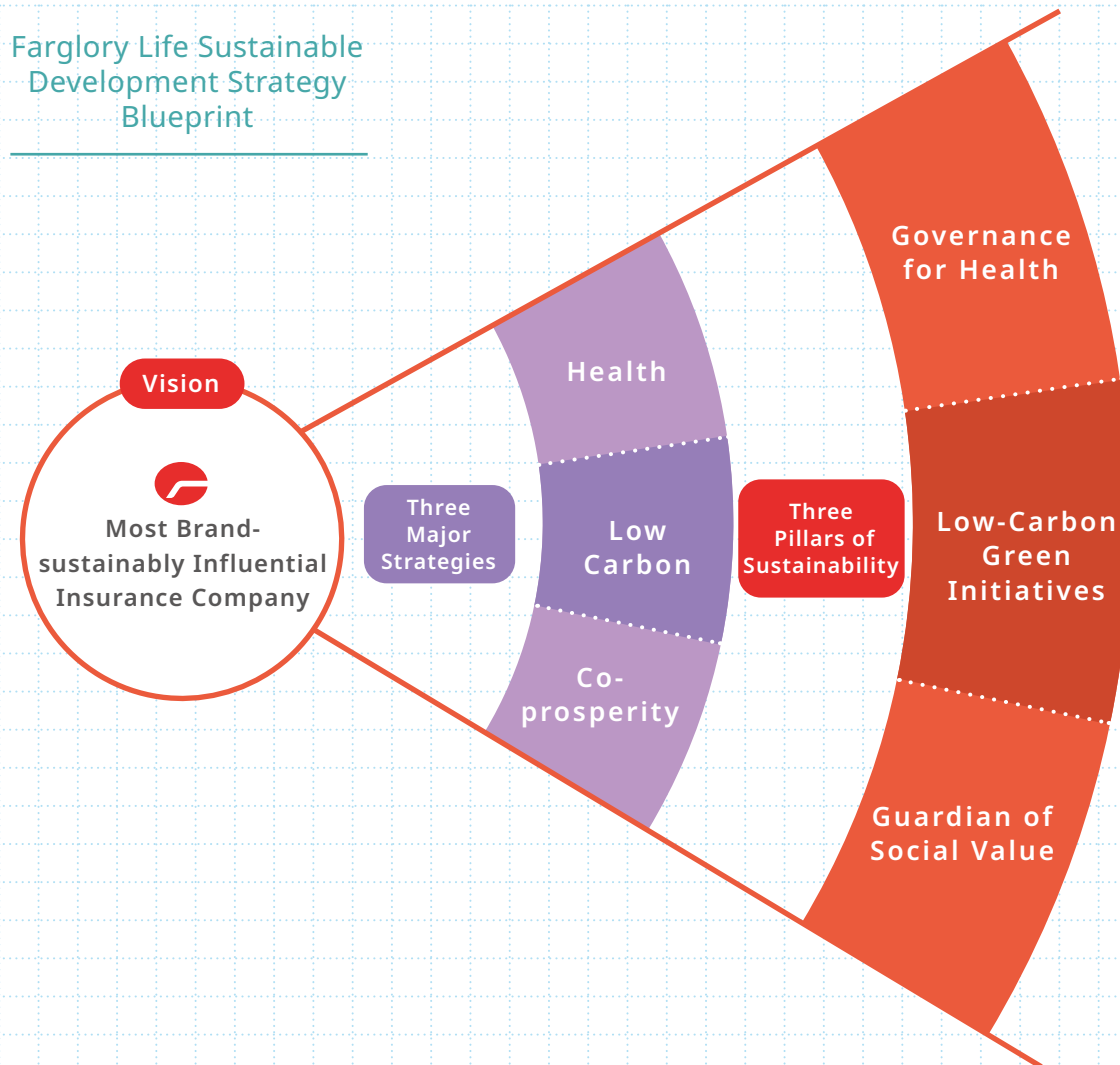 Farglory Life Sustainable
Development Strategy
Blueprint
Vision
Most Brand-
sustainably Influential
Insurance Company
Three
Major
Strategies
Health
Low
Carbon
Co-
prosperity
Three
Pillars of
Sustainability
Governance
for Health
Low-Carbon
Green
Initiatives
Guardian of
Social Value